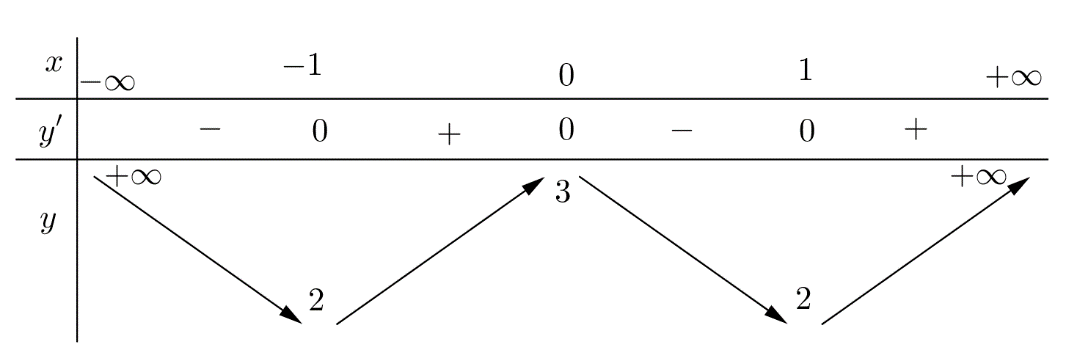 x −∞ −1 0 1 +∞
y′ − 0 + 0 − 0 +
y +∞ 2 3 2 +∞